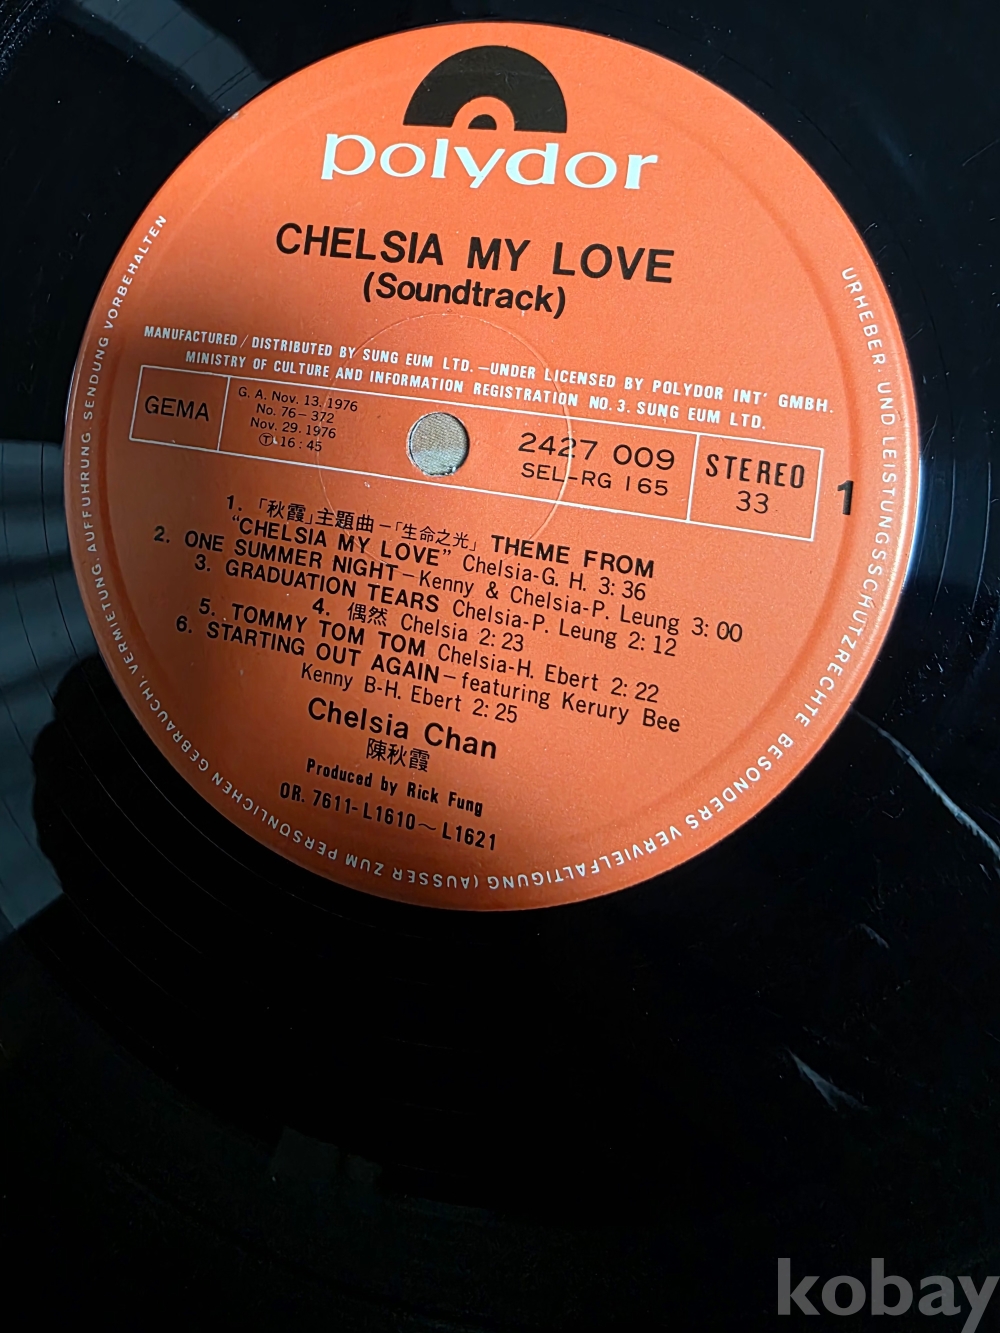 polydor
CHELSIA MY LOVE
(Soundtrack)
MANUFACTURED / DISTRIBUTED BY SUNG EUM LTD. —UNDER LICENSED BY POLYDOR INT' GMBH.
MINISTRY OF CULTURE AND INFORMATION REGISTRATION NO. 3. SUNG EUM LTD.
GEMA
G. A. Nov. 13. 1976
No. 76-372
Nov. 29. 1976
Ⓣ 16:45
2427 009
SEL-RG 165
STEREO
33
1
1. 「秋霞」主題曲-「生命之光」 THEME FROM
"CHELSIA MY LOVE" Chelsia-G. H. 3:36
2. ONE SUMMER NIGHT-Kenny & Chelsia-P. Leung 3:00
3. GRADUATION TEARS Chelsia-P. Leung 2:12
4. 偶然 Chelsia 2:23
5. TOMMY TOM TOM Chelsia-H. Ebert 2:22
6. STARTING OUT AGAIN-featuring Kerury Bee
Kenny B-H. Ebert 2:25
Chelsia Chan
陳秋霞
Produced by Rick Fung
OR. 7611-L1610~L1621
URHEBER. UND LEISTUNGSSCHUTZRECHTE BESONDERS VERVIELFALTIGUNG (AUSSER ZUM PERSONLICHEN GEBRAUCH), VERMIETUNG. AUFFUHRUNG. SENDUNG VORBEHALTEN
kobay